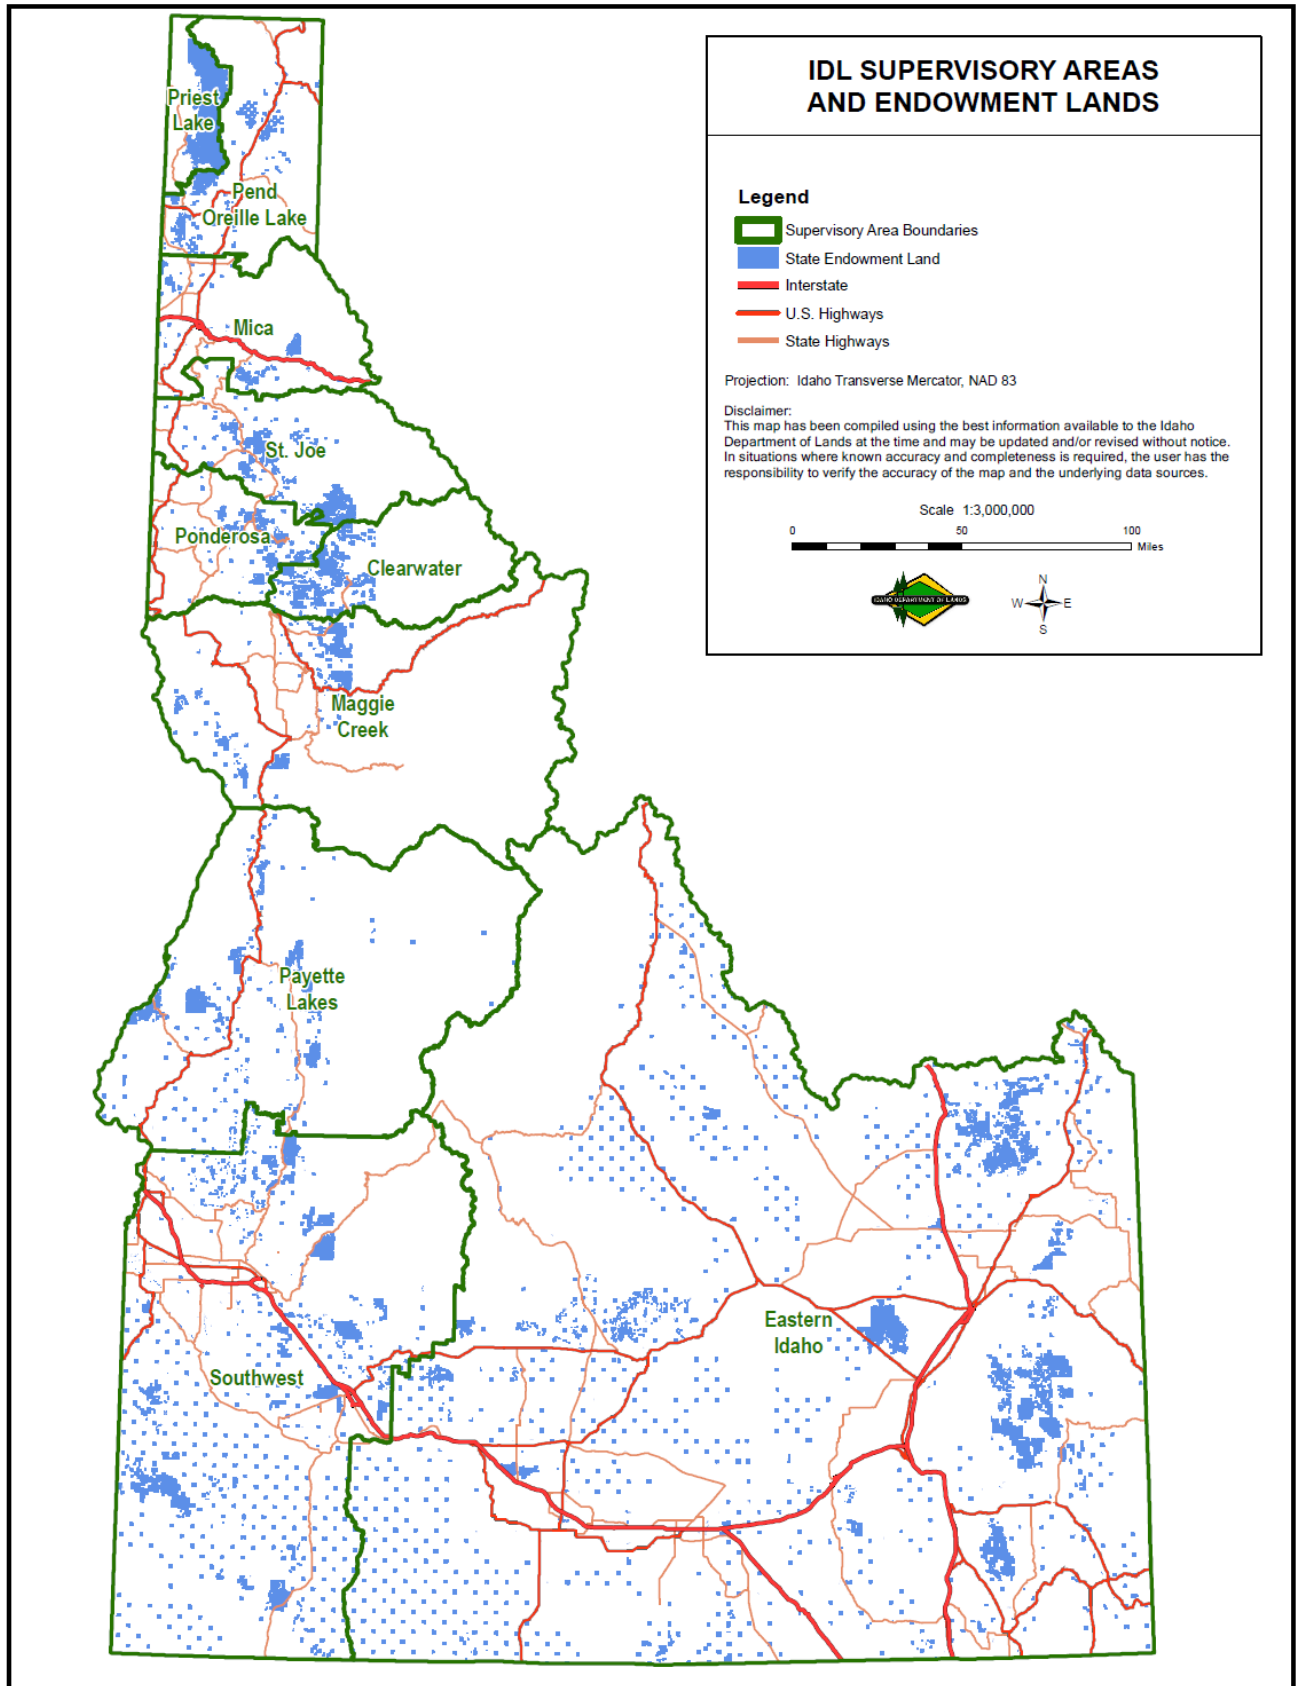 IDL SUPERVISORY AREAS
AND ENDOWMENT LANDS
Legend
Supervisory Area Boundaries
State Endowment Land
Interstate
U.S. Highways
State Highways
Projection: Idaho Transverse Mercator, NAD 83
Disclaimer:
This map has been compiled using the best information available to the Idaho
Department of Lands at the time and may be updated and/or revised without notice.
In situations where known accuracy and completeness is required, the user has the
responsibility to verify the accuracy of the map and the underlying data sources.
Scale 1:3,000,000
0 50 100
Miles
IDAHO DEPARTMENT OF LANDS
N
W E
S
Priest
Lake
Pend
Oreille Lake
Mica
St. Joe
Ponderosa
Clearwater
Maggie
Creek
Payette
Lakes
Eastern
Idaho
Southwest